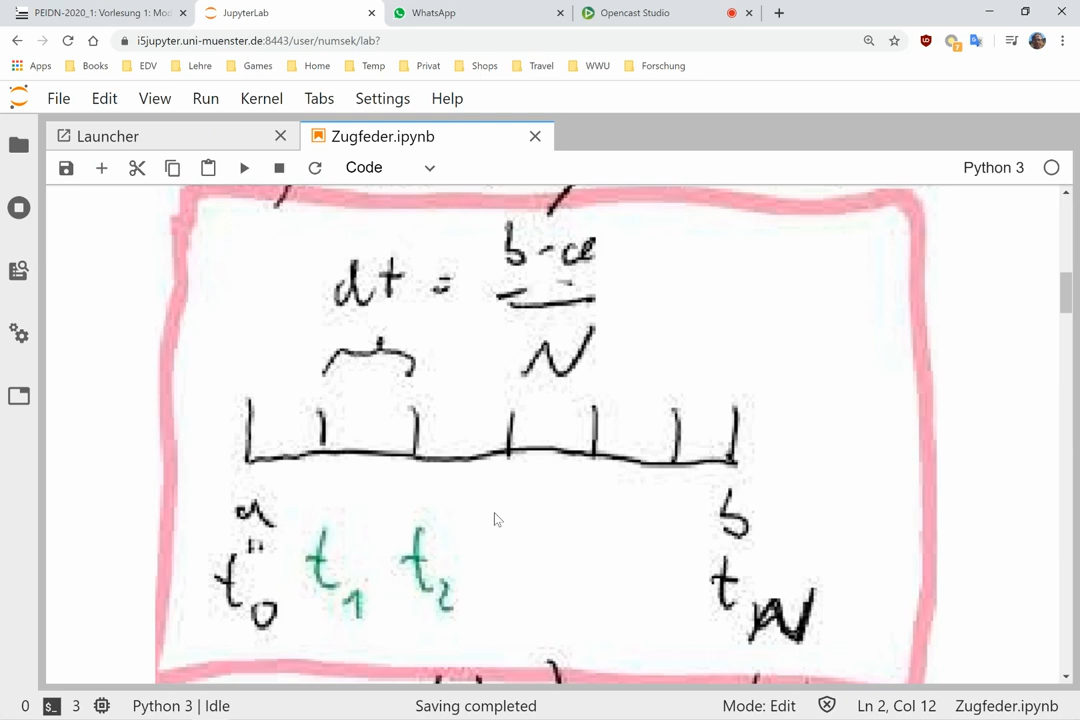 PEIDN-2020_1: Vorlesung 1: Mod
JupyterLab
WhatsApp
Opencast Studio
i5jupyter.uni-muenster.de:8443/user/numsek/lab?
Apps Books EDV Lehre Games Home Temp Privat Shops Travel WWU Forschung
File Edit View Run Kernel Tabs Settings Help
Launcher
Zugfeder.ipynb
Code
Python 3
dt = b-a
N
a t₁ t₂ b
"
t₀ t_N
0 $_ 3 Python 3 | Idle Saving completed Mode: Edit Ln 2, Col 12 Zugfeder.ipynb